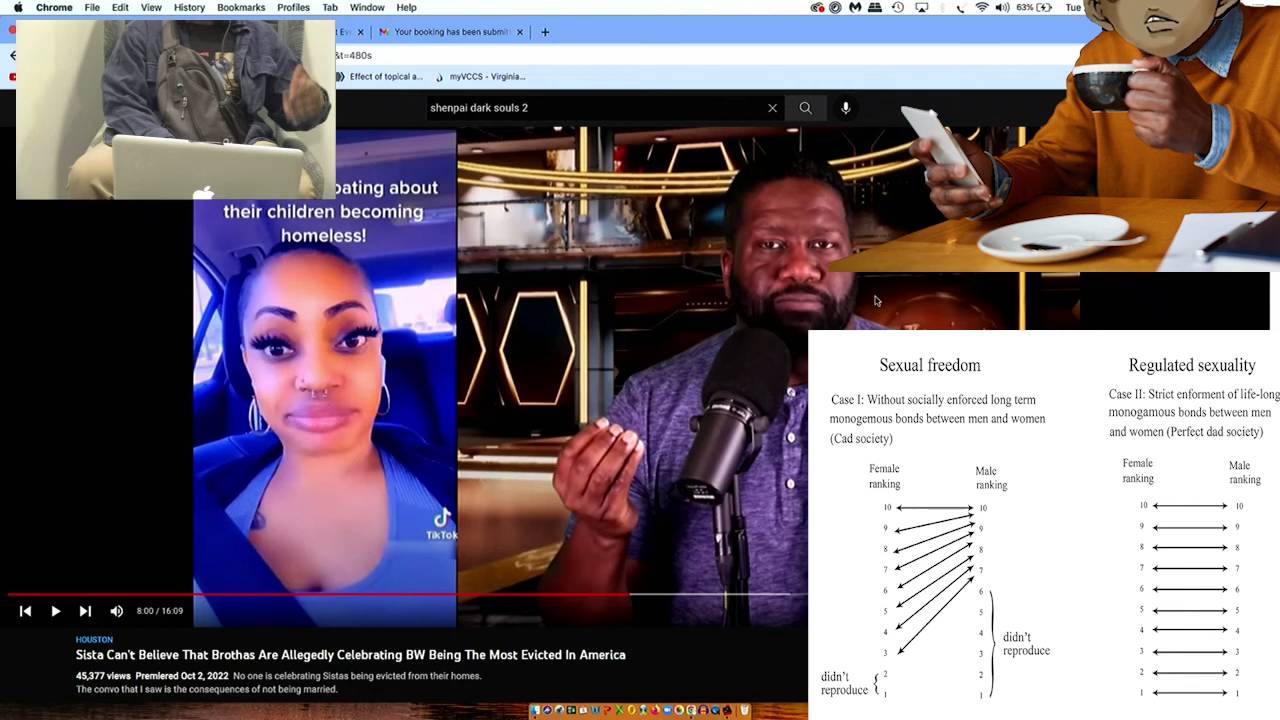 Chrome File Edit View History Bookmarks Profiles Tab Window Help
63%
Tue
Your booking has been submit
&t=480s
Effect of topical a...
myVCCS - Virginia...
shenpai dark souls 2
about
their children becoming
homeless!
TikTok
8:00 / 16:09
HOUSTON
Sista Can't Believe That Brothas Are Allegedly Celebrating BW Being The Most Evicted In America
45,377 views Premiered Oct 2, 2022 No one is celebrating Sistas being evicted from their homes.
The convo that I saw is the consequences of not being married.
Sexual freedom
Case I: Without socially enforced long term
monogemous bonds between men and women
(Cad society)
Female
ranking
Male
ranking
10 10
9 9
8 8
7 7
6 6
5 5
4 4
3 3
2 2
1 1
didn't
reproduce
didn't
reproduce
Regulated sexuality
Case II: Strict enforment of life-long
monogamous bonds between men
and women (Perfect dad society)
Female
ranking
Male
ranking
10 10
9 9
8 8
7 7
6 6
5 5
4 4
3 3
2 2
1 1